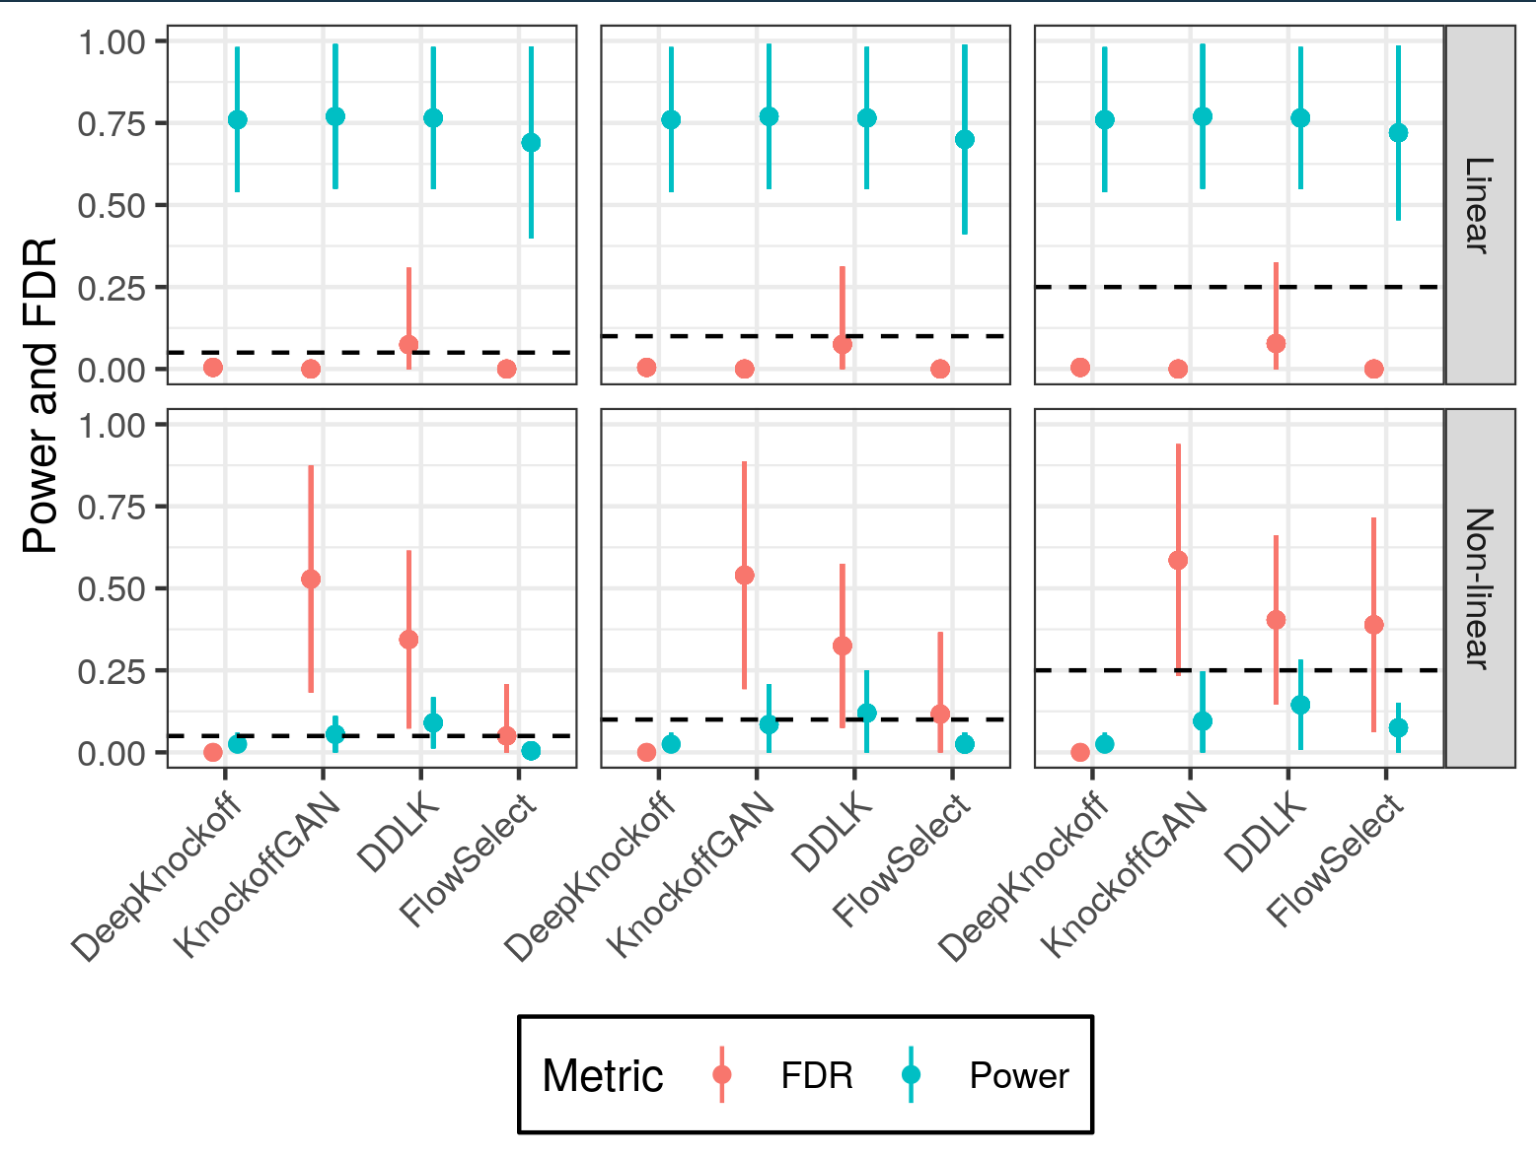 Power and FDR
1.00
0.75
0.50
0.25
0.00
Linear
1.00
0.75
0.50
0.25
0.00
Non-linear
DeepKnockoff
KnockoffGAN
DDLK
FlowSelect
DeepKnockoff
KnockoffGAN
DDLK
FlowSelect
DeepKnockoff
KnockoffGAN
DDLK
FlowSelect
Metric FDR Power